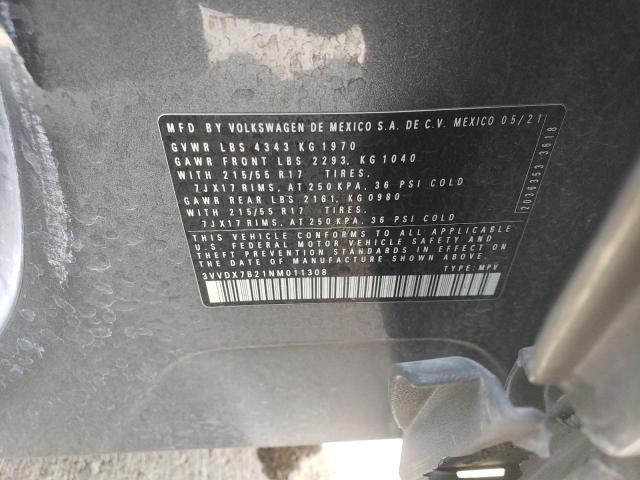 MFD BY VOLKSWAGEN DE MEXICO S.A. DE C.V. MEXICO 05/21
GVWR LBS 4343 KG 1970
GAWR FRONT LBS 2293, KG 1040
WITH 215/55 R17 TIRES,
7JX17 RIMS, AT 250 KPA, 36 PSI COLD
GAWR REAR LBS 2161, KG 0980
WITH 215/55 R17 TIRES,
7JX17 RIMS, AT 250 KPA, 36 PSI COLD
THIS VEHICLE CONFORMS TO ALL APPLICABLE
U.S. FEDERAL MOTOR VEHICLE SAFETY AND
THEFT PREVENTION STANDARDS IN EFFECT ON
THE DATE OF MANUFACTURE SHOWN ABOVE
3VVDX7B21NM011308 TYPE: MPV
2036353 3618